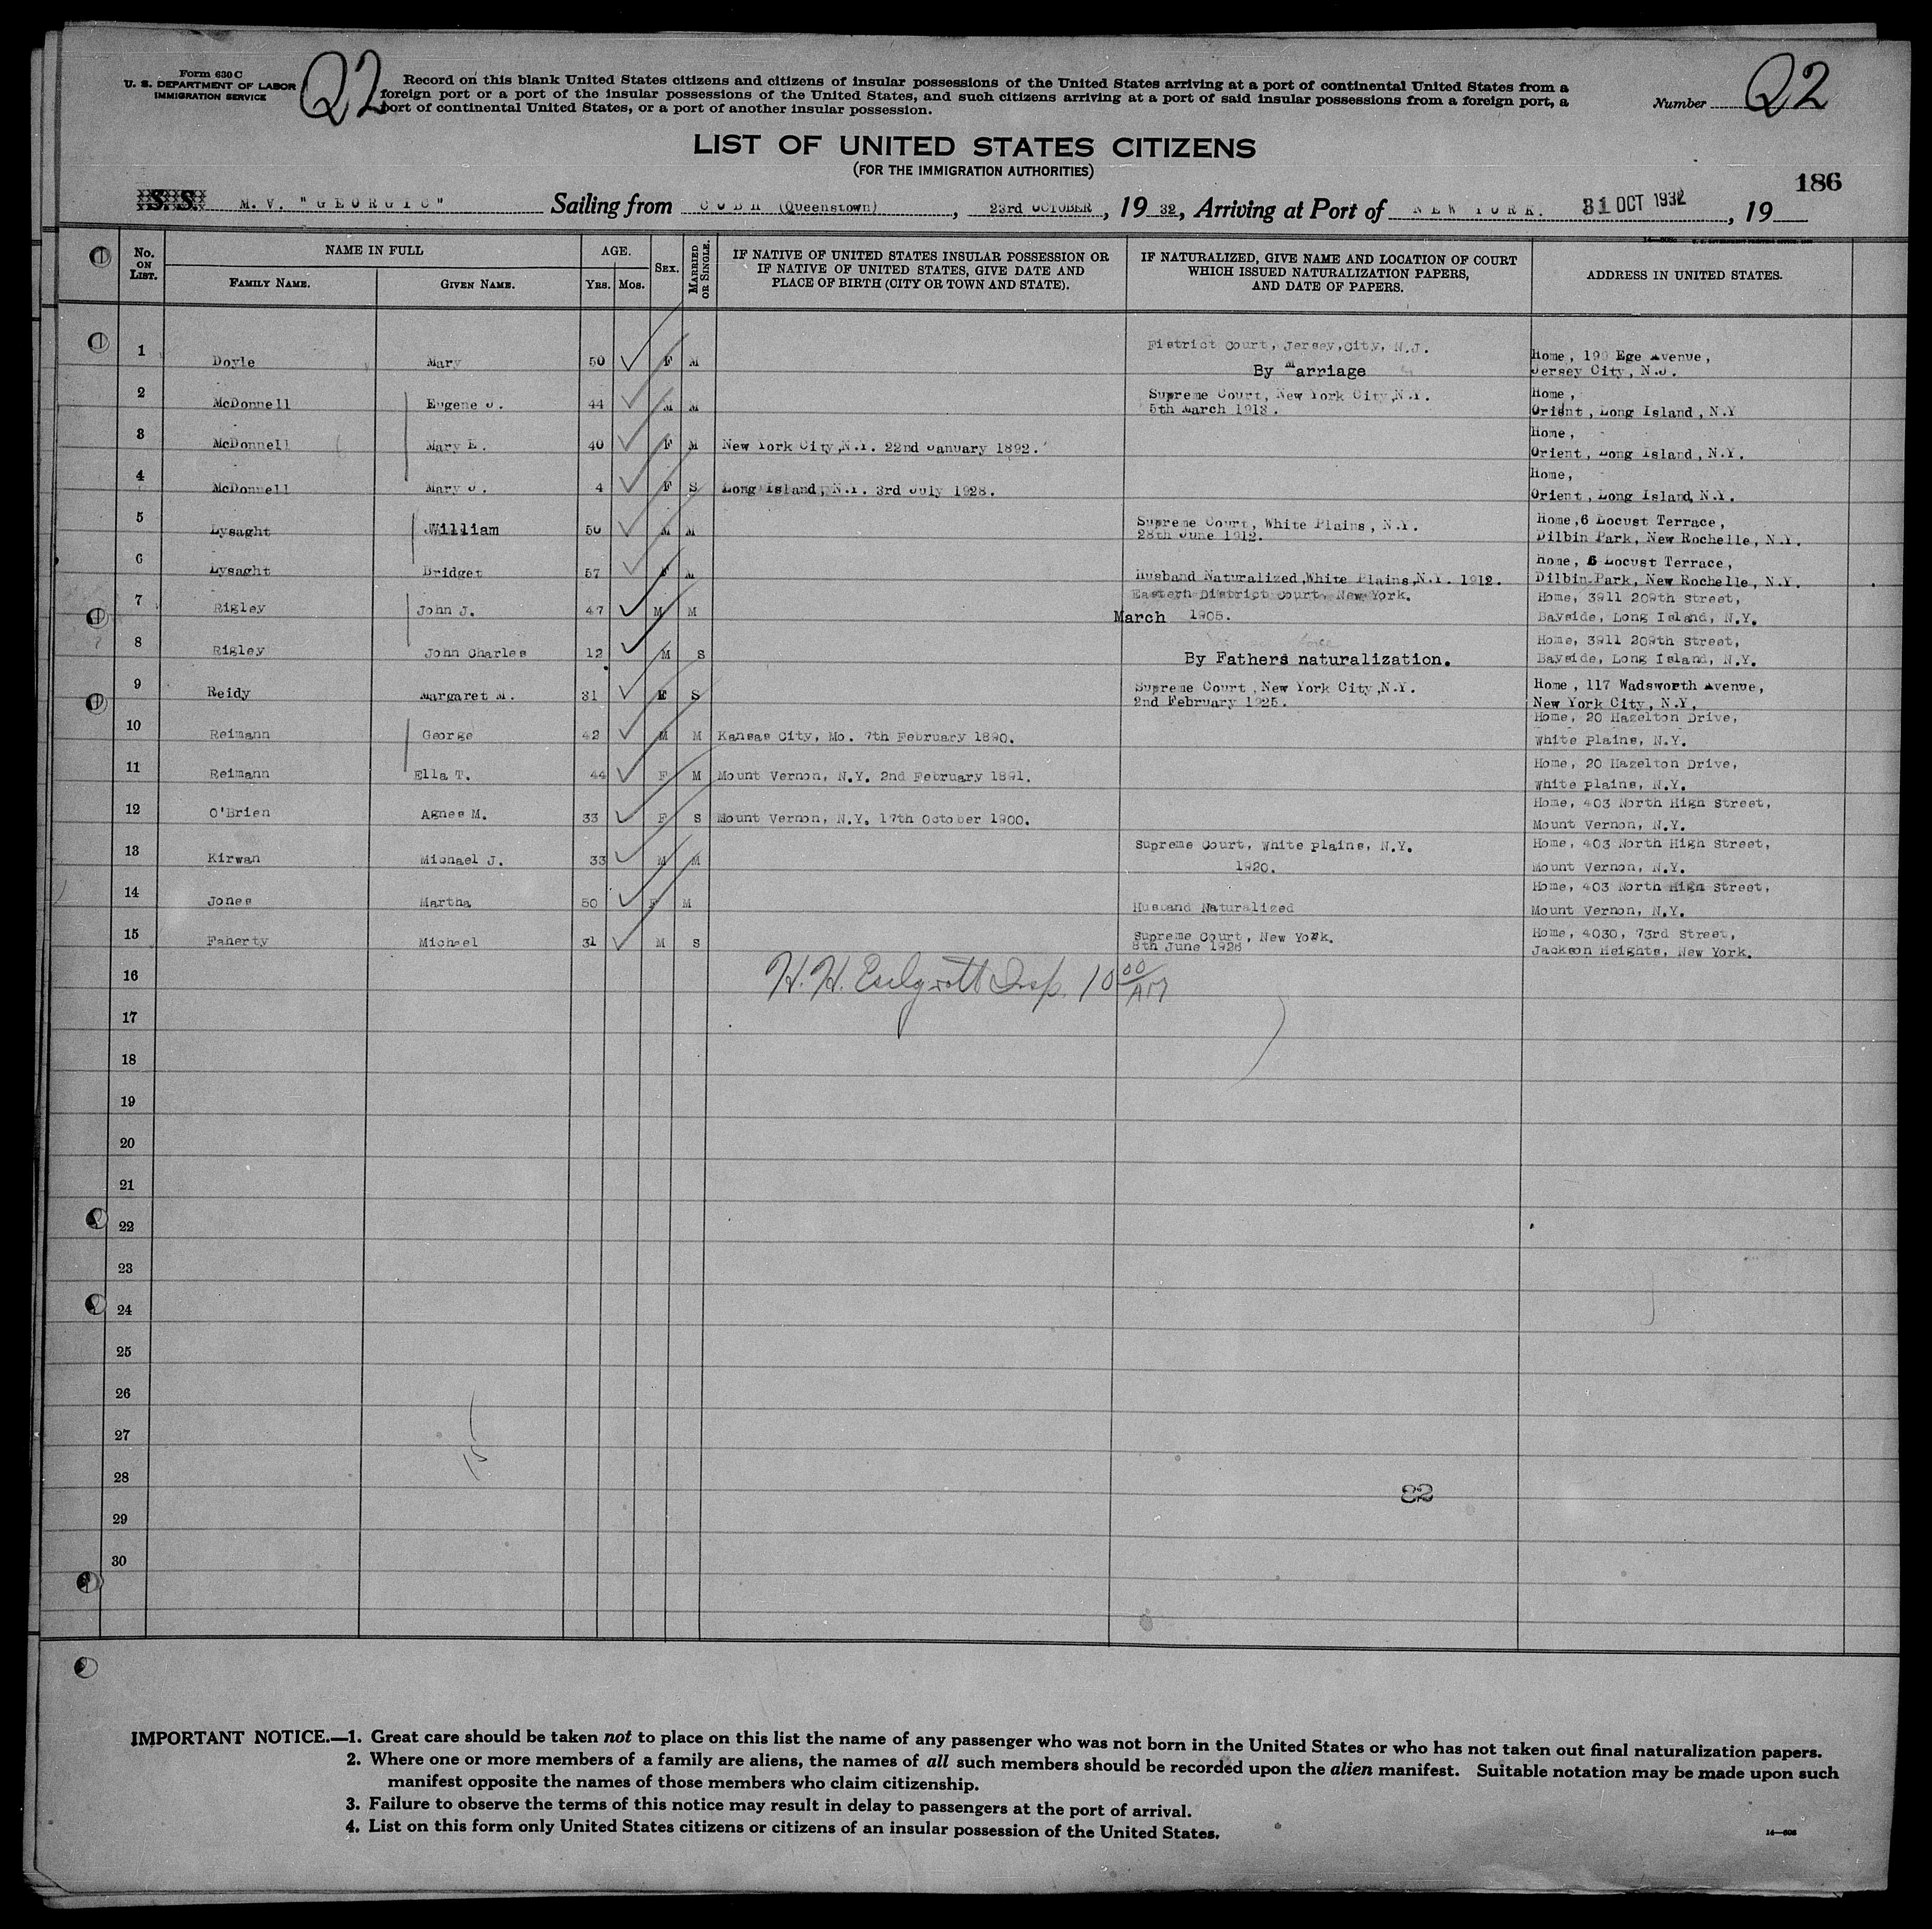 Form 630 C
U. S. DEPARTMENT OF LABOR
IMMIGRATION SERVICE
Q2
Record on this blank United States citizens and citizens of insular possessions of the United States arriving at a port of continental United States from a
foreign port or a port of the insular possessions of the United States, and such citizens arriving at a port of said insular possessions from a foreign port, a
port of continental United States, or a port of another insular possession.
Number Q2
LIST OF UNITED STATES CITIZENS
(FOR THE IMMIGRATION AUTHORITIES)
186
S. S. M. V. "GEORGIC" Sailing from COBH (Queenstown), 23rd OCTOBER, 19 32, Arriving at Port of NEW YORK. 31 OCT 1932, 19
No. ON LIST. NAME IN FULL FAMILY NAME. GIVEN NAME. AGE. YRS. MOS. SEX. MARRIED OR SINGLE. IF NATIVE OF UNITED STATES INSULAR POSSESSION OR IF NATIVE OF UNITED STATES, GIVE DATE AND PLACE OF BIRTH (CITY OR TOWN AND STATE). IF NATURALIZED, GIVE NAME AND LOCATION OF COURT WHICH ISSUED NATURALIZATION PAPERS, AND DATE OF PAPERS. ADDRESS IN UNITED STATES.
1 Doyle Mary 50 F M District Court, Jersey City, N.J. By Marriage Home, 190 Ege Avenue, Jersey City, N.J.
2 McDonnell Eugene J. 44 M M Supreme Court, New York City, N.Y. 5th March 1918. Home, Orient, Long Island, N.Y
3 McDonnell Mary E. 40 F M New York City, N.Y. 22nd January 1892. Home, Orient, Long Island, N.Y.
4 McDonnell Mary J. 4 F S Long Island, N.Y. 3rd July 1928. Home, Orient, Long Island, N.Y.
5 Lysaght William 50 M M Supreme Court, White Plains, N.Y. 28th June 1912. Home, 6 Locust Terrace, Dilbin Park, New Rochelle, N.Y.
6 Lysaght Bridget 57 F M Husband Naturalized, White Plains, N.Y. 1912. Home, 6 Locust Terrace, Dilbin Park, New Rochelle, N.Y.
7 Rigley John J. 47 M M Eastern District Court, New York. March 1905. Home, 3911 209th Street, Bayside, Long Island, N.Y.
8 Rigley John Charles 12 M S By Fathers naturalization. Home, 3911 209th Street, Bayside, Long Island, N.Y.
9 Reidy Margaret M. 31 F S Supreme Court, New York City, N.Y. 2nd February 1925. Home, 117 Wadsworth Avenue, New York City, N.Y.
10 Reimann George 42 M M Kansas City, Mo. 7th February 1890. Home, 20 Hazelton Drive, White Plains, N.Y.
11 Reimann Ella T. 44 F M Mount Vernon, N.Y. 2nd February 1891. Home, 20 Hazelton Drive, White Plains, N.Y.
12 O'Brien Agnes M. 33 F S Mount Vernon, N.Y. 17th October 1900. Home, 403 North High Street, Mount Vernon, N.Y.
13 Kirwan Michael J. 33 M M Supreme Court, White Plains, N.Y. 1920. Home, 403 North High Street, Mount Vernon, N.Y.
14 Jones Martha 50 F M Husband Naturalized Home, 403 North High Street, Mount Vernon, N.Y.
15 Faherty Michael 31 M S Supreme Court, New York. 8th June 1926 Home, 4030, 73rd Street, Jackson Heights, New York.
16 H. H. Insp. 10 00 AM
17
18
19
20
21
22
23
24
25
26
27
28
29
30
15
32
IMPORTANT NOTICE.—1. Great care should be taken not to place on this list the name of any passenger who was not born in the United States or who has not taken out final naturalization papers.
2. Where one or more members of a family are aliens, the names of all such members should be recorded upon the alien manifest. Suitable notation may be made upon such
manifest opposite the names of those members who claim citizenship.
3. Failure to observe the terms of this notice may result in delay to passengers at the port of arrival.
4. List on this form only United States citizens or citizens of an insular possession of the United States.